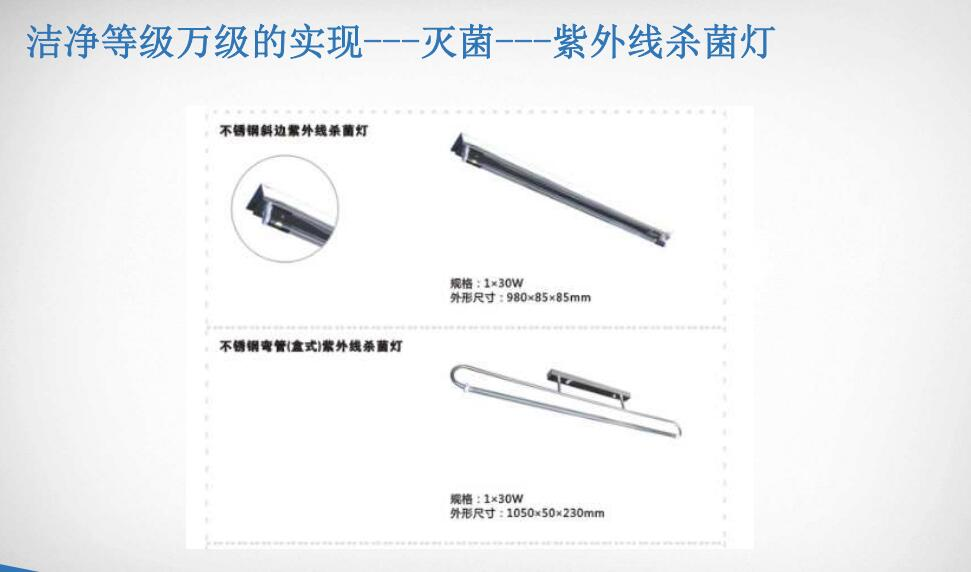 洁净等级万级的实现---灭菌---紫外线杀菌灯
不锈钢斜边紫外线杀菌灯
规格：1×30W
外形尺寸：980×85×85mm
不锈钢弯管(盒式)紫外线杀菌灯
规格：1×30W
外形尺寸：1050×50×230mm